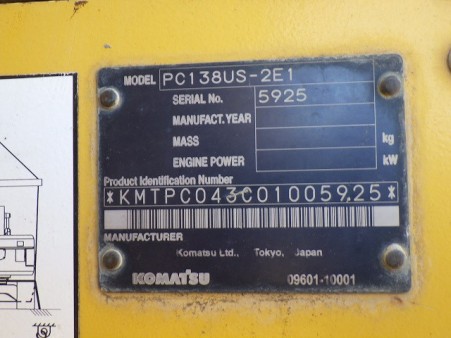 MODEL PC138US-2E1
SERIAL No. 5925
MANUFACT. YEAR
MASS kg
ENGINE POWER kW
Product Identification Number
*KMTPC043C01005925*
MANUFACTURER
Komatsu Ltd., Tokyo, Japan
KOMATSU 09601-10001